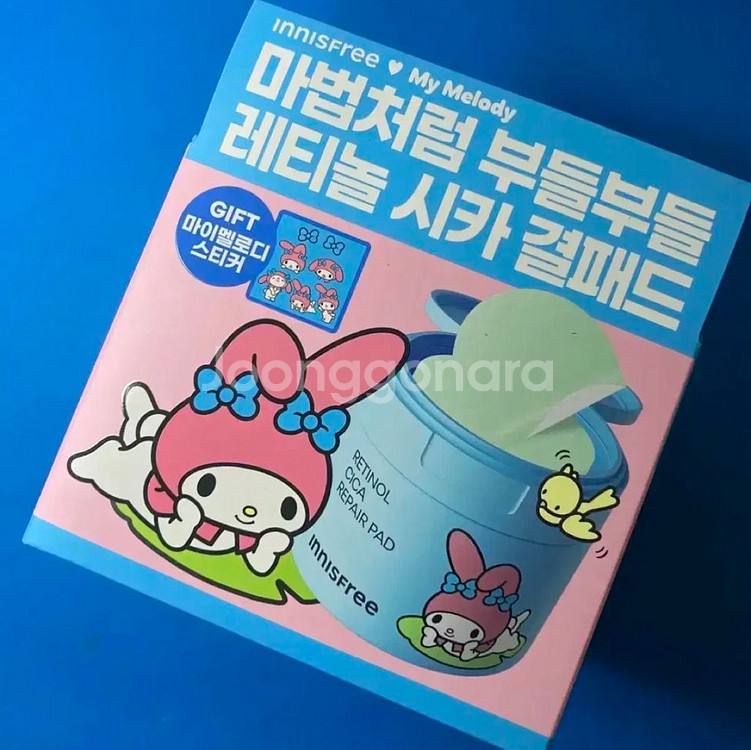 innisfree ♥ My Melody
마법처럼 부들부들
레티놀 시카 결패드
GIFT
마이멜로디
스티커
Joonggonara
RETINOL
CICA
REPAIR PAD
innisfree